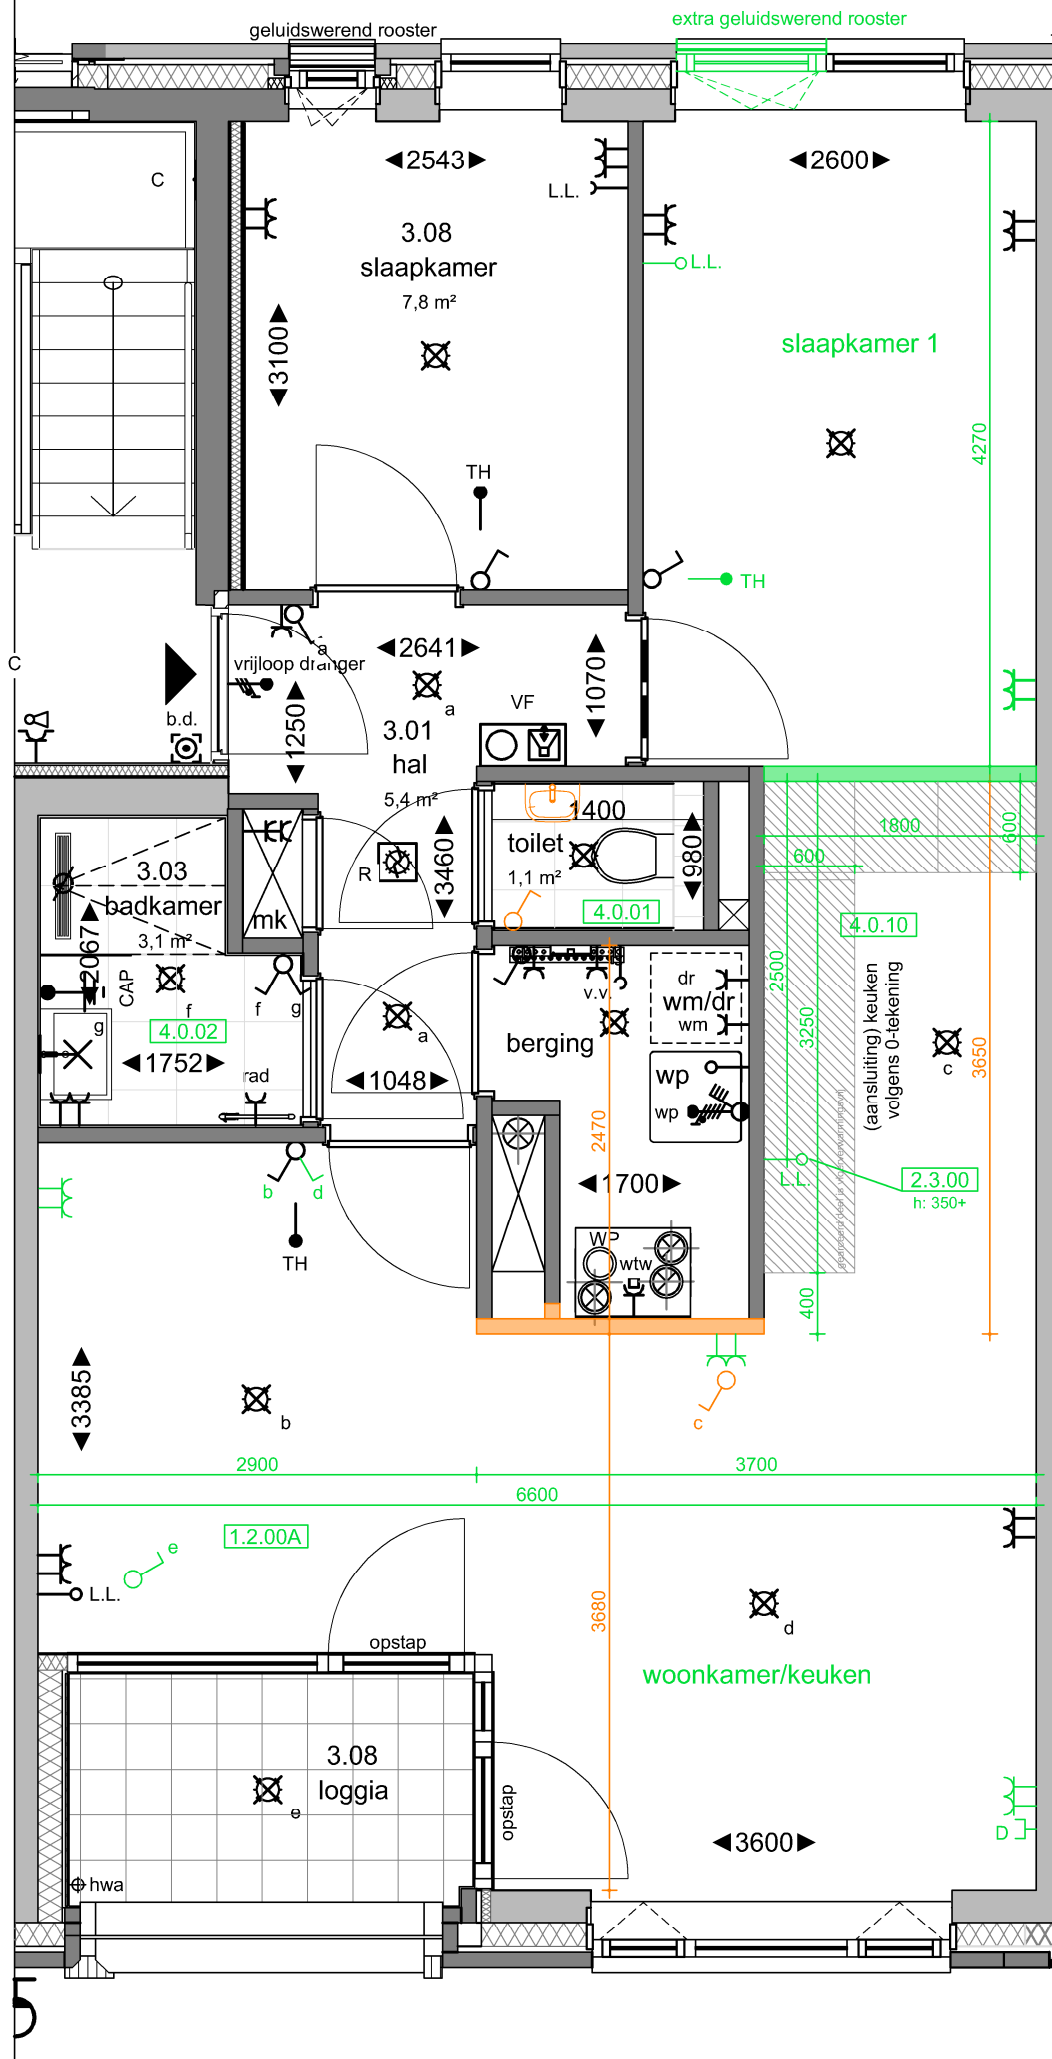 geluidswerend rooster
extra geluidswerend rooster
C
2543
2600
L.L.
3.08
slaapkamer
7,8 m²
L.L.
3100
slaapkamer 1
4270
TH
TH
a
2641
vrijloop dranger
C
1070
a
VF
b.d.
1250
3.01
hal
5,4 m²
1400
1800
600
toilet
980
600
3.03
R
3460
1,1 m²
badkamer
mk
4.0.01
4.0.10
3,1 m²
2067
CAP
2500
(aansluiting) keuken
volgens 0-tekening
dr
wm/dr
wm
v.v.
f
f
g
g
a
berging
3250
c
3650
4.0.02
1752
1048
rad
wp
wp
2470
L.L.
2.3.00
h: 350+
b
d
1700
TH
WP
wtw
400
3385
b
c
2900
3700
6600
1.2.00A
e
L.L.
3680
d
opstap
woonkamer/keuken
3.08
loggia
e
opstap
D
3600
hwa
5